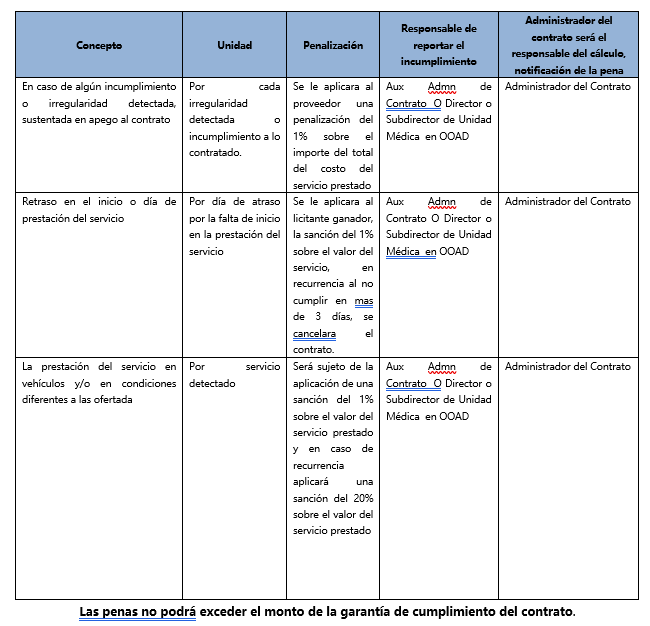 Concepto
Unidad
Penalización
Responsable de
reportar el
incumplimiento
Administrador del
contrato será el
responsable del cálculo,
notificación de la pena
En caso de algún incumplimiento
o irregularidad detectada,
sustentada en apego al contrato
Por cada
irregularidad
detectada o
incumplimiento a lo
contratado.
Se le aplicara al
proveedor una
penalización del
1% sobre el
importe del total
del costo del
servicio prestado
Aux Admn de
Contrato O Director o
Subdirector de Unidad
Médica en OOAD
Administrador del Contrato
Retraso en el inicio o día de
prestación del servicio
Por día de atraso
por la falta de inicio
en la prestación del
servicio
Se le aplicara al
licitante ganador,
la sanción del 1%
sobre el valor del
servicio, en
recurrencia al no
cumplir en mas
de 3 días, se
cancelara el
contrato.
Aux Admn de
Contrato O Director o
Subdirector de Unidad
Médica en OOAD
Administrador del Contrato
La prestación del servicio en
vehículos y/o en condiciones
diferentes a las ofertada
Por servicio
detectado
Será sujeto de la
aplicación de una
sanción del 1%
sobre el valor del
servicio prestado
y en caso de
recurrencia
aplicará una
sanción del 20%
sobre el valor del
servicio prestado
Aux Admn de
Contrato O Director o
Subdirector de Unidad
Médica en OOAD
Administrador del Contrato
Las penas no podrá exceder el monto de la garantía de cumplimiento del contrato.